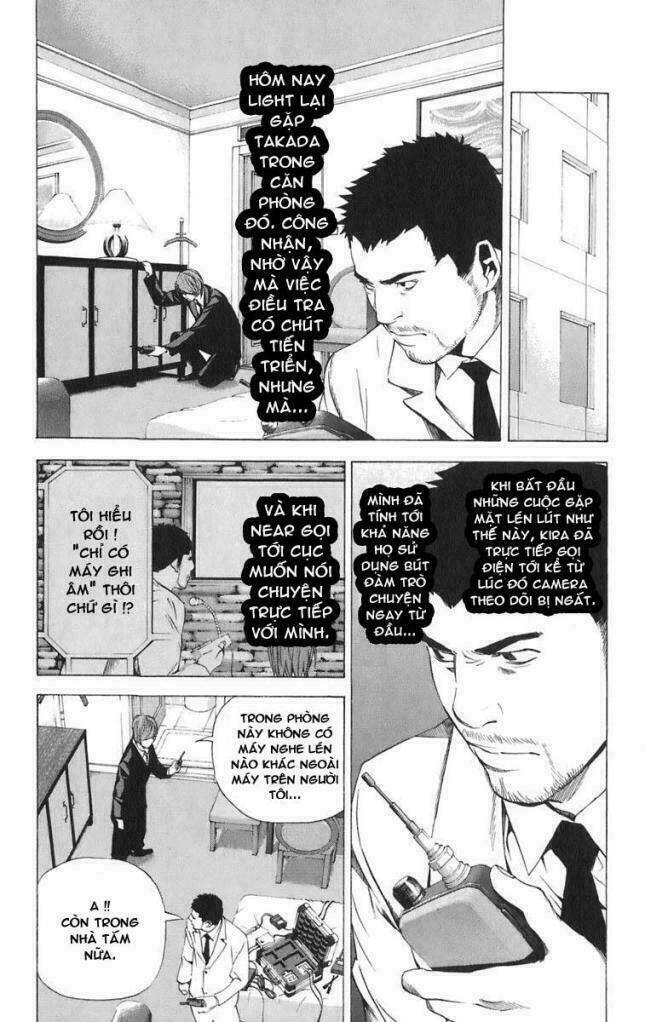 HÔM NAY
LIGHT LẠI
GẶP
TAKADA
TRONG
CĂN
PHÒNG
ĐÓ. CÔNG
NHẬN,
NHỜ VẬY
MÀ VIỆC
ĐIỀU TRA
CÓ CHÚT
TIẾN
TRIỂN,
NHƯNG
MÀ...
KHI BẮT ĐẦU
NHỮNG CUỘC GẶP
MẶT LÉN LÚT NHƯ
THẾ NÀY, KIRA ĐÃ
TRỰC TIẾP GỌI
ĐIỆN TỚI KỂ TỪ
LÚC ĐÓ CAMERA
THEO DÕI BỊ NGẮT.
MÌNH ĐÃ
TÍNH TỚI
KHẢ NĂNG
HỌ SỬ
DỤNG BÚT
ĐÀM TRÒ
CHUYỆN
NGAY TỪ
ĐẦU...
VÀ KHI
NEAR GỌI
TỚI CỤC
MUỐN NÓI
CHUYỆN
TRỰC TIẾP
VỚI MÌNH.
TÔI HIỂU
RỒI !
"CHỈ CÓ
MÁY GHI
ÂM" THÔI
CHỨ GÌ !?
TRONG PHÒNG
NÀY KHÔNG CÓ
MÁY NGHE LÉN
NÀO KHÁC NGOÀI
MÁY TRÊN NGƯỜI
TÔI...
A !!
CÒN TRONG
NHÀ TẮM
NỮA.